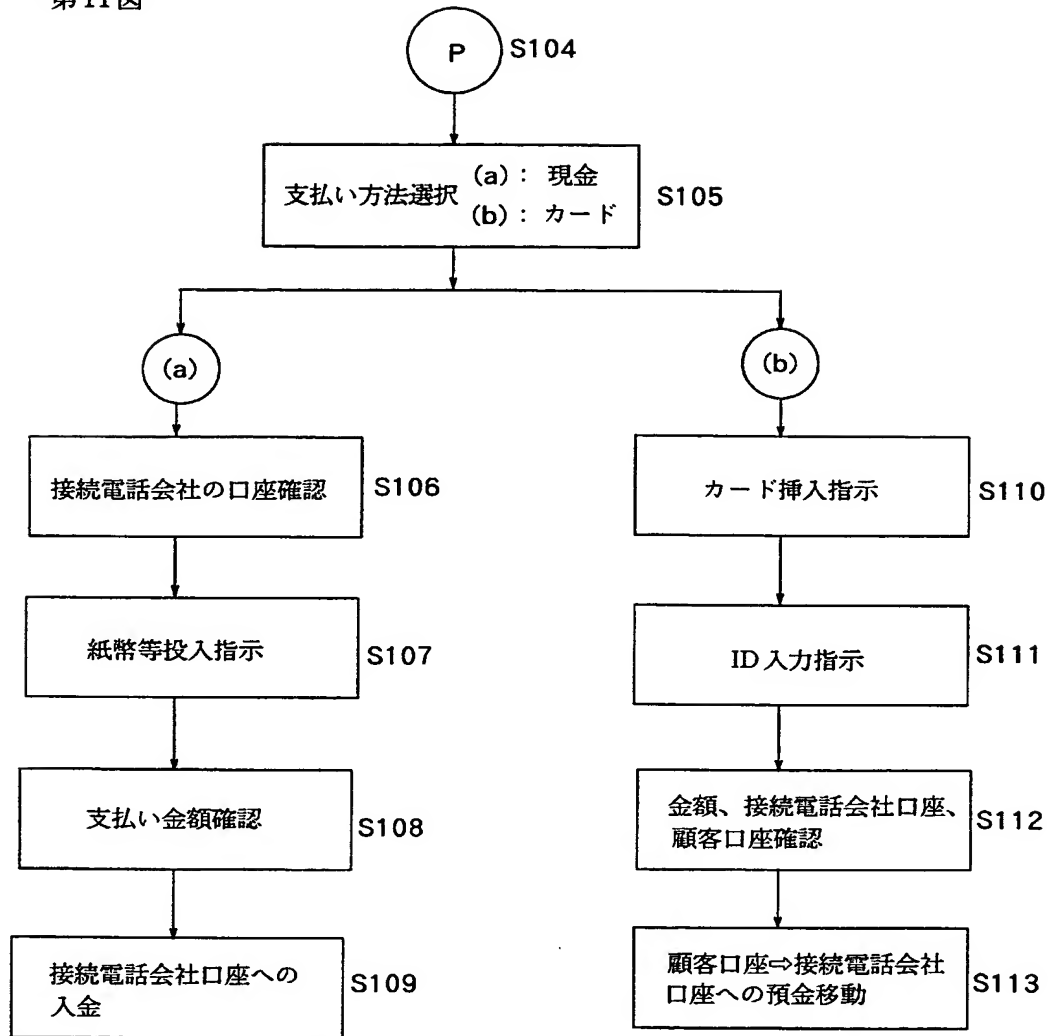 第11図
P S104
支払い方法選択 (a)：現金
(b)：カード
S105
(a)
(b)
接続電話会社の口座確認 S106
カード挿入指示 S110
紙幣等投入指示 S107
ID入力指示 S111
支払い金額確認 S108
金額、接続電話会社口座、
顧客口座確認
S112
接続電話会社口座への
入金
S109
顧客口座⇨接続電話会社
口座への預金移動
S113